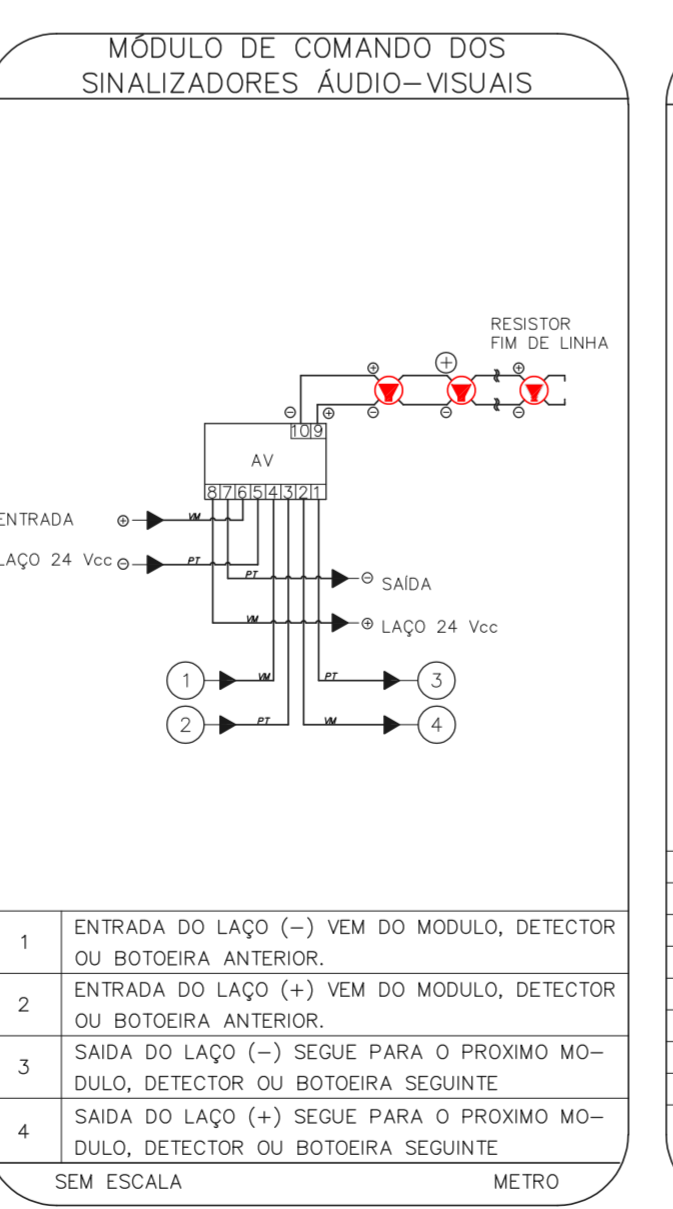 MÓDULO DE COMANDO DOS
SINALIZADORES ÁUDIO–VISUAIS
RESISTOR
FIM DE LINHA
⊕ ⊕ ⊕
⊖ ⊕ ⊖ ⊖ ⊖
10 9
AV
8 7 6 5 4 3 2 1
ENTRADA ⊕ VM
LAÇO 24 Vcc ⊖ PT
PT ⊖ SAÍDA
VM ⊕ LAÇO 24 Vcc
1 VM PT 3
2 PT VM 4
1 ENTRADA DO LAÇO (–) VEM DO MODULO, DETECTOR
OU BOTOEIRA ANTERIOR.
2 ENTRADA DO LAÇO (+) VEM DO MODULO, DETECTOR
OU BOTOEIRA ANTERIOR.
3 SAIDA DO LAÇO (–) SEGUE PARA O PROXIMO MO–
DULO, DETECTOR OU BOTOEIRA SEGUINTE
4 SAIDA DO LAÇO (+) SEGUE PARA O PROXIMO MO–
DULO, DETECTOR OU BOTOEIRA SEGUINTE
SEM ESCALA METRO